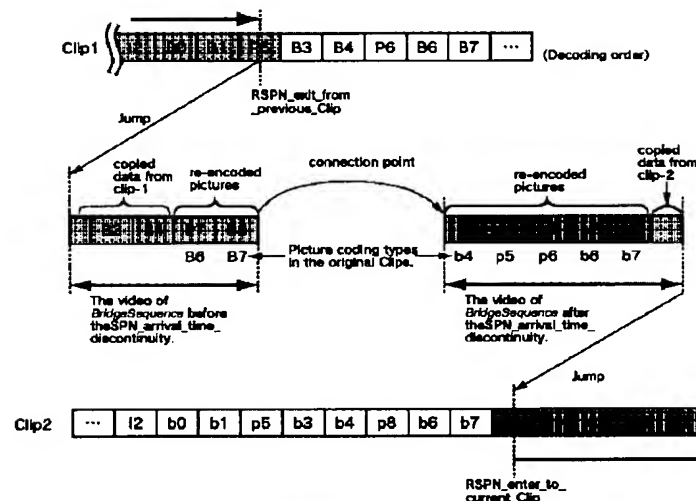 Clip1
B3 B4 P6 B6 B7 ...
(Decoding order)
RSPN_exit_from
_previous_Clip
Jump
copied
data from
clip-1
re-encoded
pictures
connection point
re-encoded
pictures
copied
data from
clip-2
B6 B7
Picture coding types
in the original Clips.
b4 p5 p6 b6 b7
The video of
BridgeSequence before
theSPN_arrival_time_
discontinuity.
The video of
BridgeSequence after
theSPN_arrival_time_
discontinuity.
Jump
Clip2
... I2 b0 b1 p5 b3 b4 p8 b6 b7
RSPN_enter_to_
current_Clip